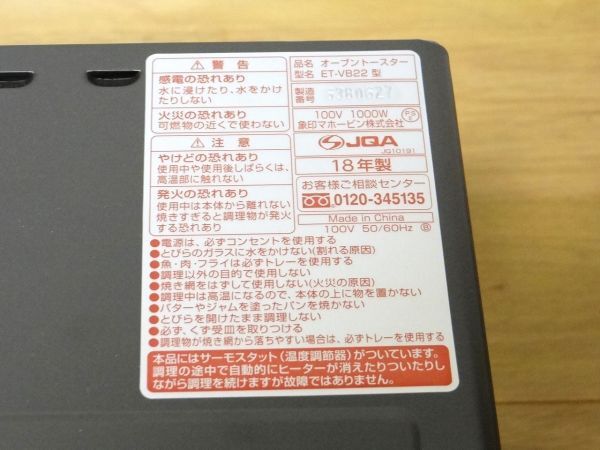 ⚠ 警告
感電の恐れあり
水に浸けたり、水をかけ
たりしない
火災の恐れあり
可燃物の近くで使わない
⚠ 注意
やけどの恐れあり
使用中や使用後しばらくは、
高温部に触れない
発火の恐れあり
使用中は本体から離れない
焼きすぎると調理物が発火
する恐れあり
品名 オーブントースター
型名 ET-VB22 型
製造
番号
100V 1000W
象印マホービン株式会社
JQA
JQ10191
18年製
お客様ご相談センター
0120-345135
Made in China
100V 50/60Hz Ⓑ
●電源は、必ずコンセントを使用する
●とびらのガラスに水をかけない(割れる原因)
●魚・肉・フライは必ずトレーを使用する
●調理以外の目的で使用しない
●焼き網をはずして使用しない(火災の原因)
●調理中は高温になるので、本体の上に物を置かない
●バターやジャムを塗ったパンを焼かない
●とびらを開けたまま調理しない
●必ず、くず受皿を取りつける
●調理物が焼き網から落ちやすい場合は、必ずトレーを使用する
本品にはサーモスタット(温度調節器)がついています。
調理の途中で自動的にヒーターが消えたりついたりし
ながら調理を続けますが故障ではありません。